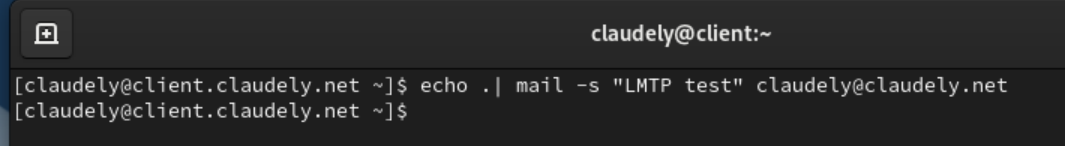 claudely@client:~
[claudely@client.claudely.net ~]$ echo .| mail -s "LMTP test" claudely@claudely.net
[claudely@client.claudely.net ~]$